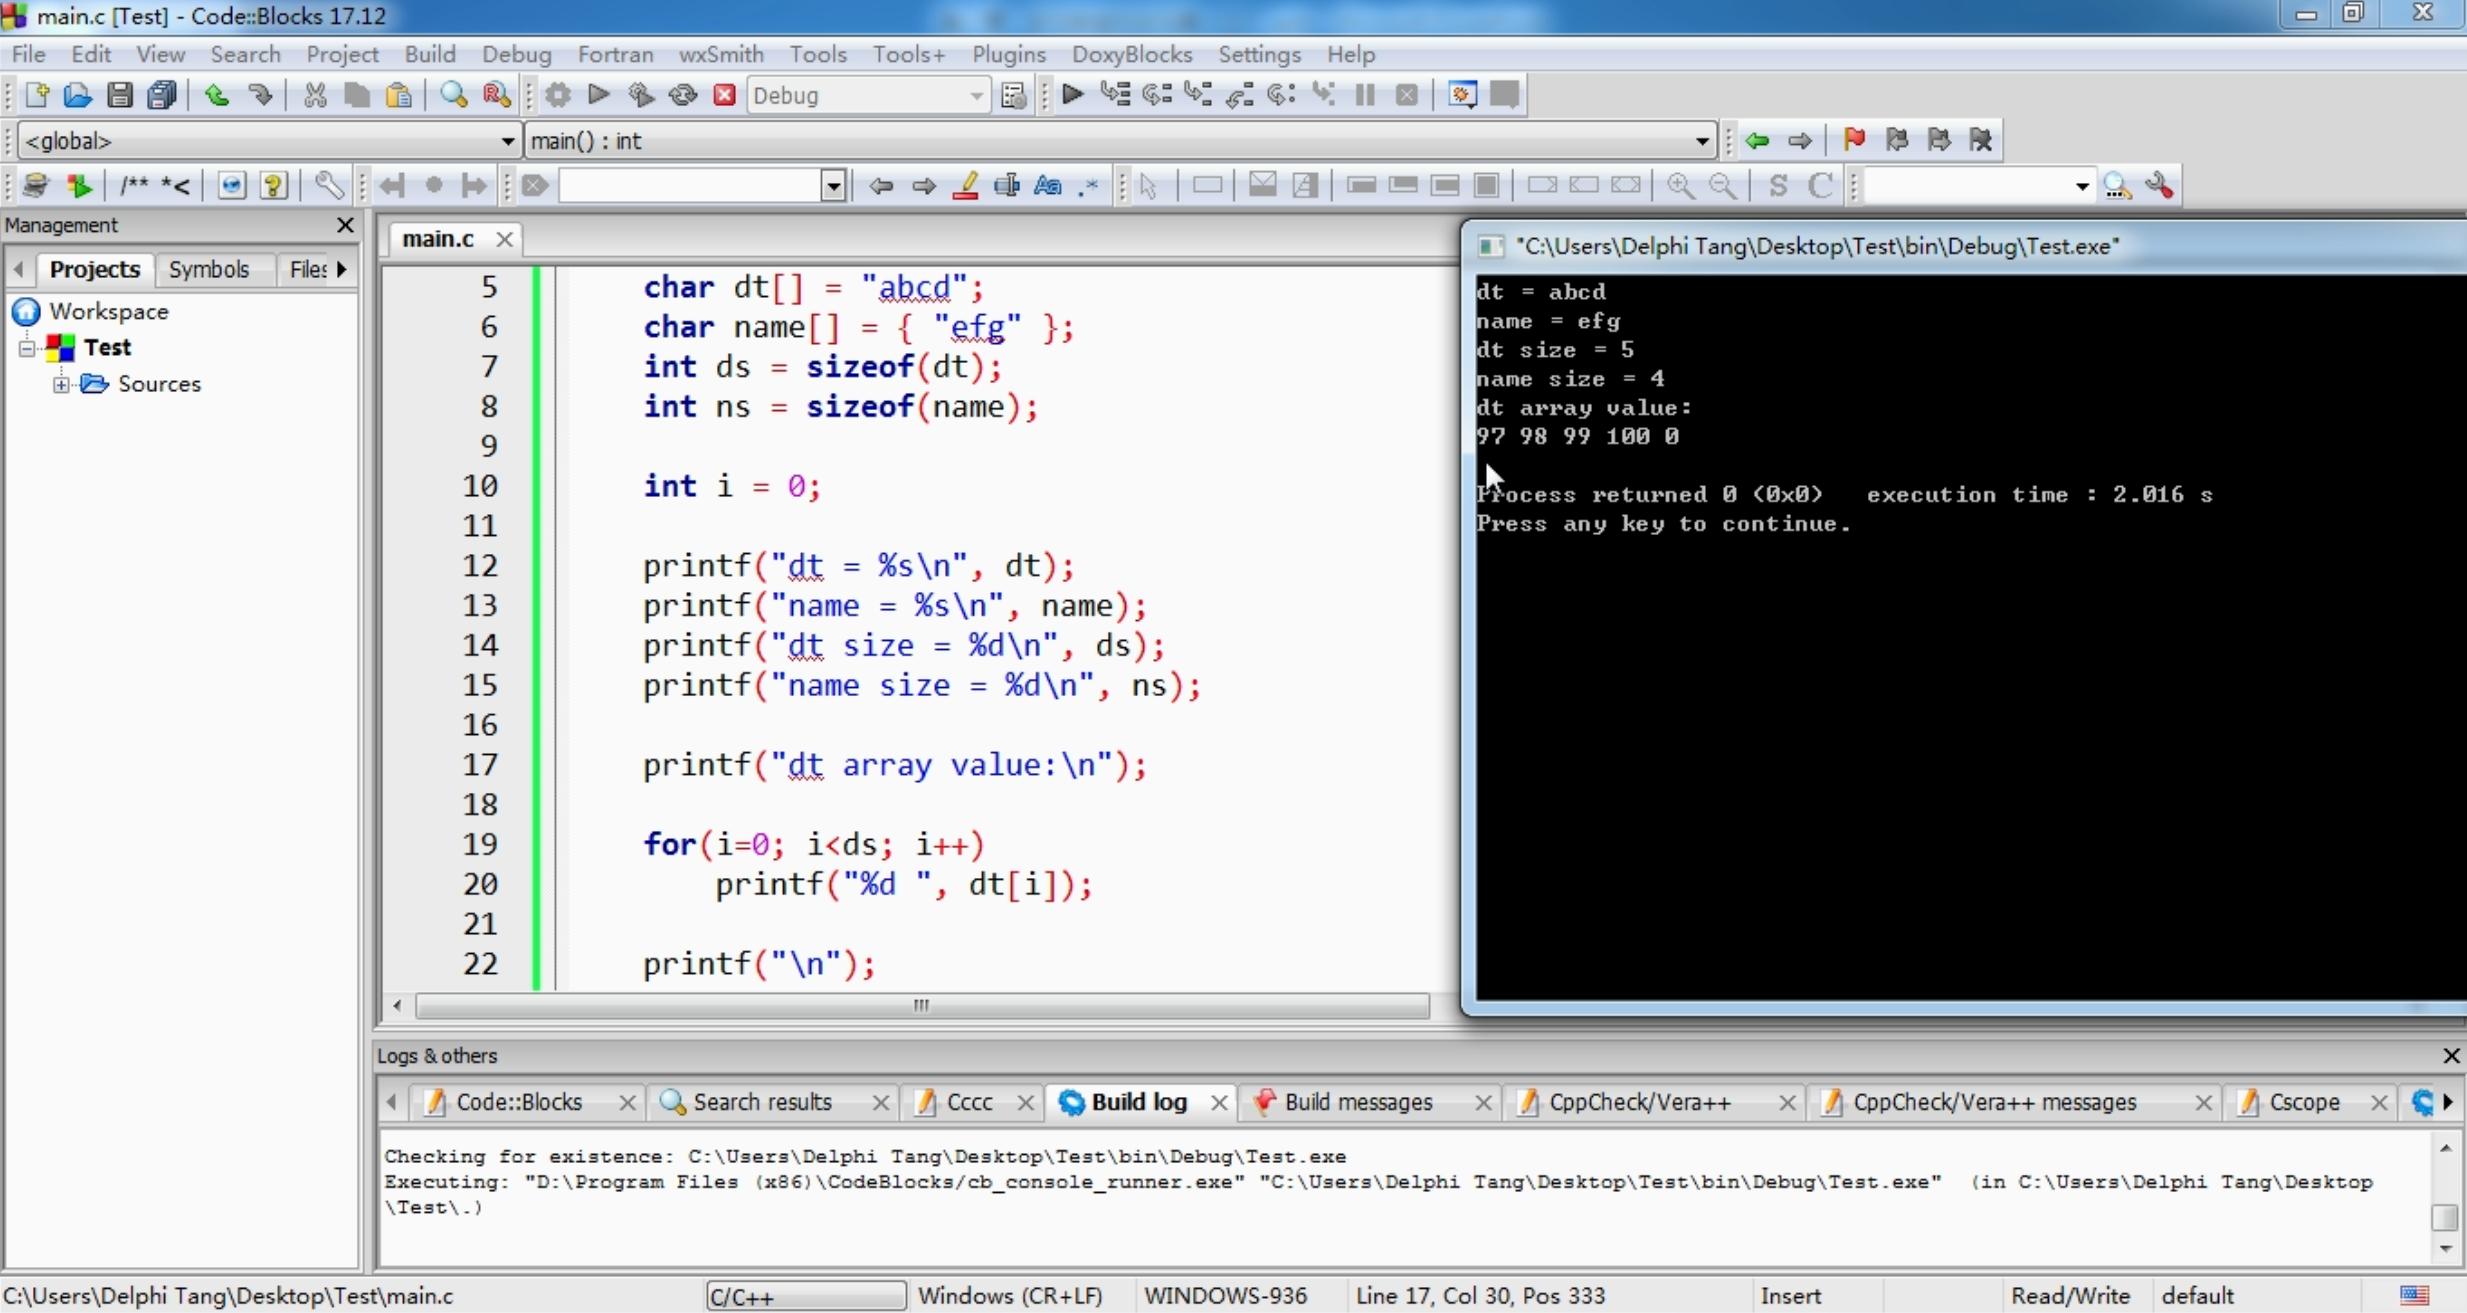 main.c [Test] - Code::Blocks 17.12
File Edit View Search Project Build Debug Fortran wxSmith Tools Tools+ Plugins DoxyBlocks Settings Help
Debug
<global> main() : int
/** *<
Aa .* S C
Management
Projects Symbols Files
Workspace
Test
Sources
main.c
5 char dt[] = "abcd";
6 char name[] = { "efg" };
7 int ds = sizeof(dt);
8 int ns = sizeof(name);
9
10 int i = 0;
11
12 printf("dt = %s\n", dt);
13 printf("name = %s\n", name);
14 printf("dt size = %d\n", ds);
15 printf("name size = %d\n", ns);
16
17 printf("dt array value:\n");
18
19 for(i=0; i<ds; i++)
20 printf("%d ", dt[i]);
21
22 printf("\n");
"C:\Users\Delphi Tang\Desktop\Test\bin\Debug\Test.exe"
dt = abcd
name = efg
dt size = 5
name size = 4
dt array value:
97 98 99 100 0
Process returned 0 (0x0) execution time : 2.016 s
Press any key to continue.
Logs & others
Code::Blocks Search results Cccc Build log Build messages CppCheck/Vera++ CppCheck/Vera++ messages Cscope
Checking for existence: C:\Users\Delphi Tang\Desktop\Test\bin\Debug\Test.exe
Executing: "D:\Program Files (x86)\CodeBlocks/cb_console_runner.exe" "C:\Users\Delphi Tang\Desktop\Test\bin\Debug\Test.exe" (in C:\Users\Delphi Tang\Desktop
\Test\.)
C:\Users\Delphi Tang\Desktop\Test\main.c C/C++ Windows (CR+LF) WINDOWS-936 Line 17, Col 30, Pos 333 Insert Read/Write default